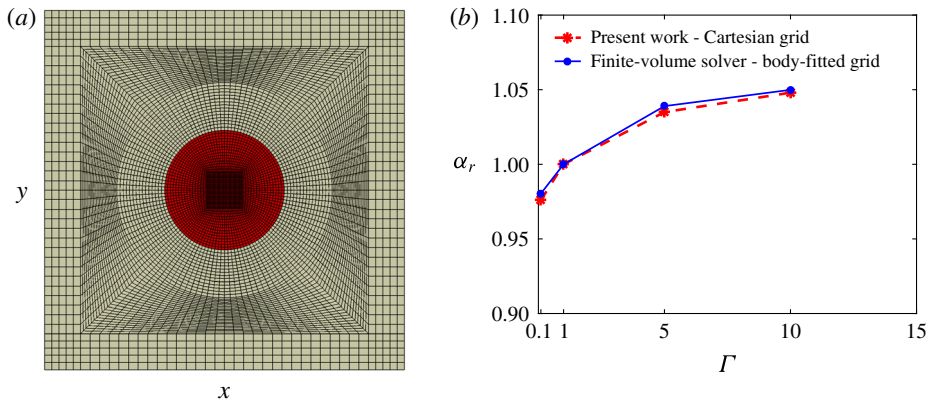 (a)
y
x
(b)
1.10
1.05
1.00
0.95
0.90
α_r
Present work - Cartesian grid
Finite-volume solver - body-fitted grid
0.1 1 5 10 15
Γ